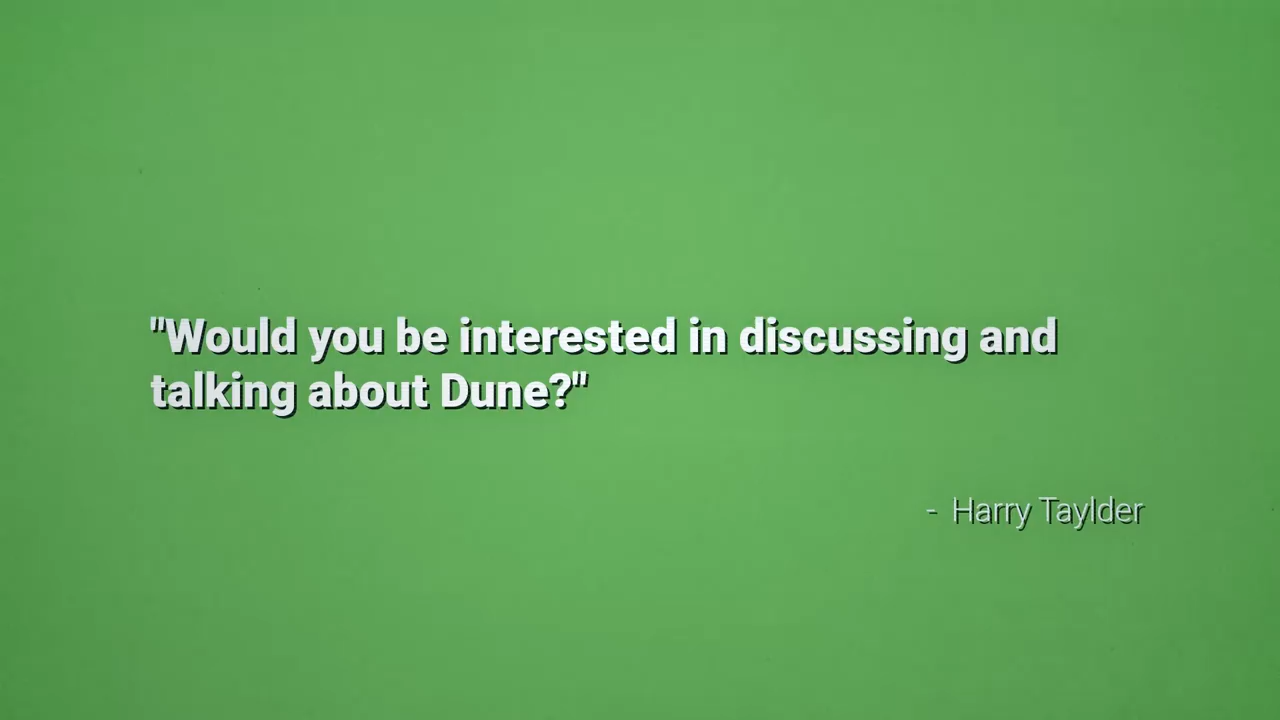 "Would you be interested in discussing and
talking about Dune?"
- Harry Taylder